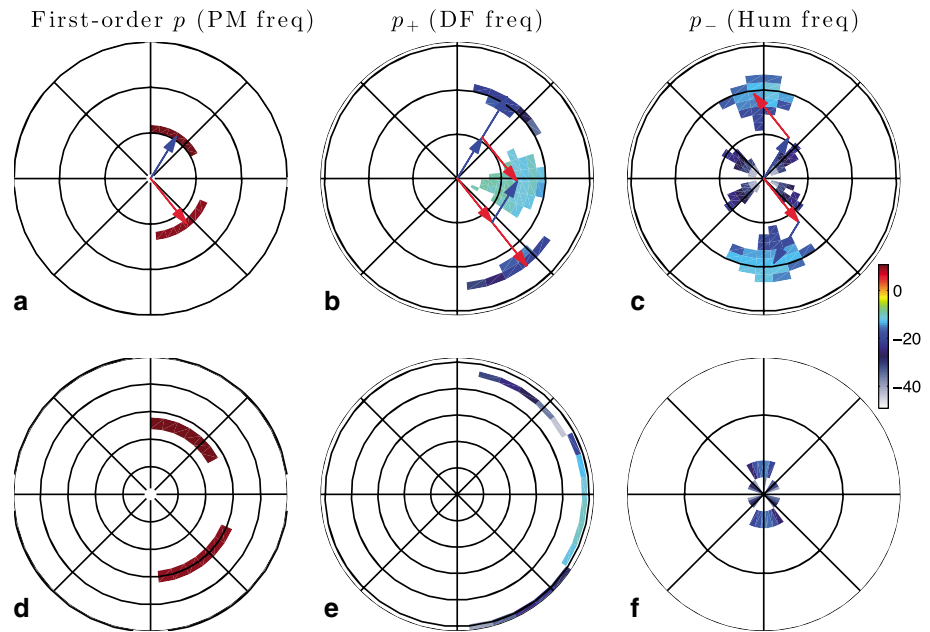 First-order p (PM freq)
p₊ (DF freq)
p₋ (Hum freq)
a
b
c
0
−20
−40
d
e
f